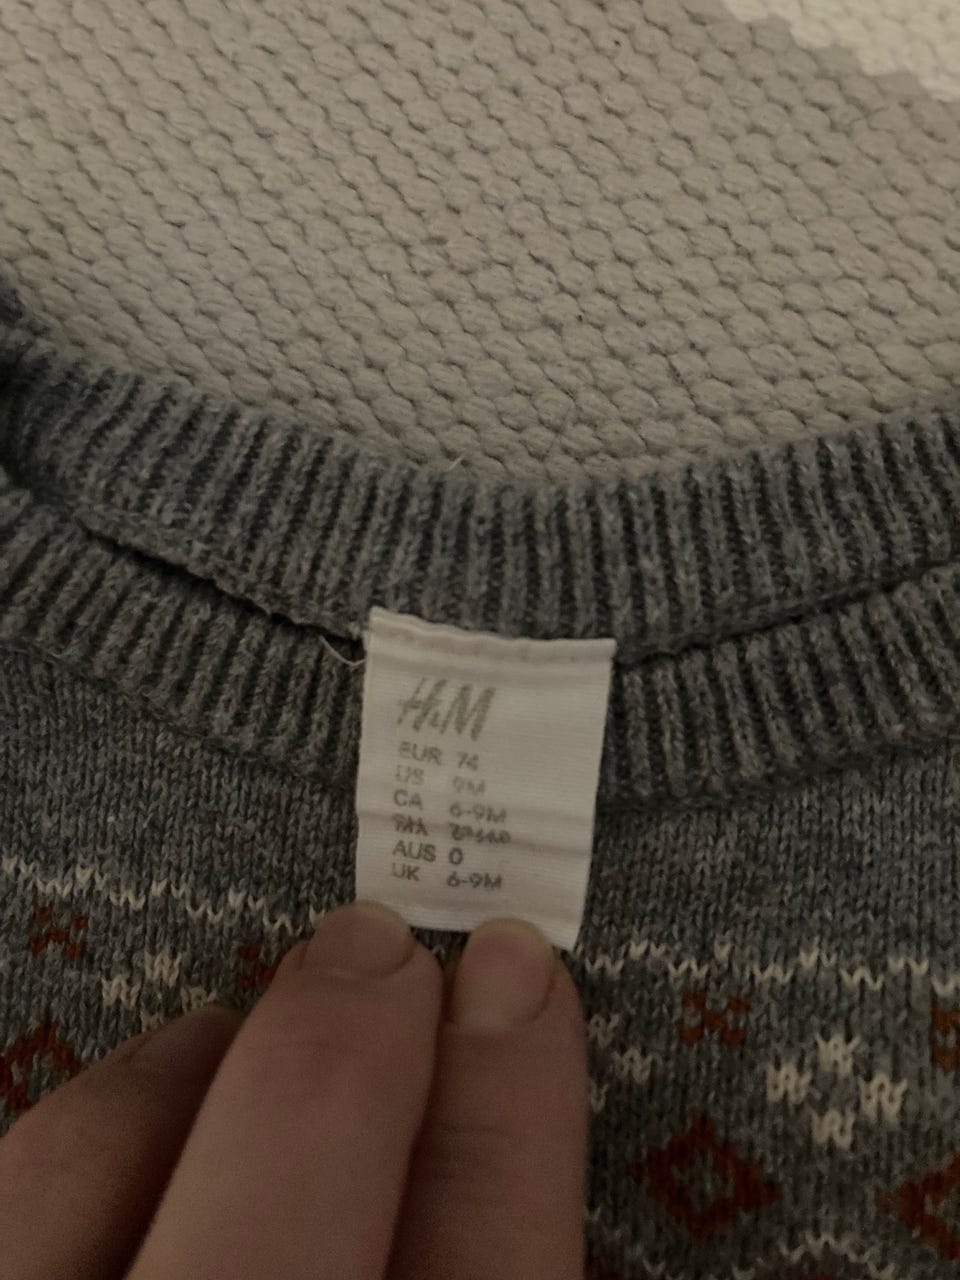 H&M
EUR 74
US 9M
CA 6-9M
AUS 0
UK 6-9M